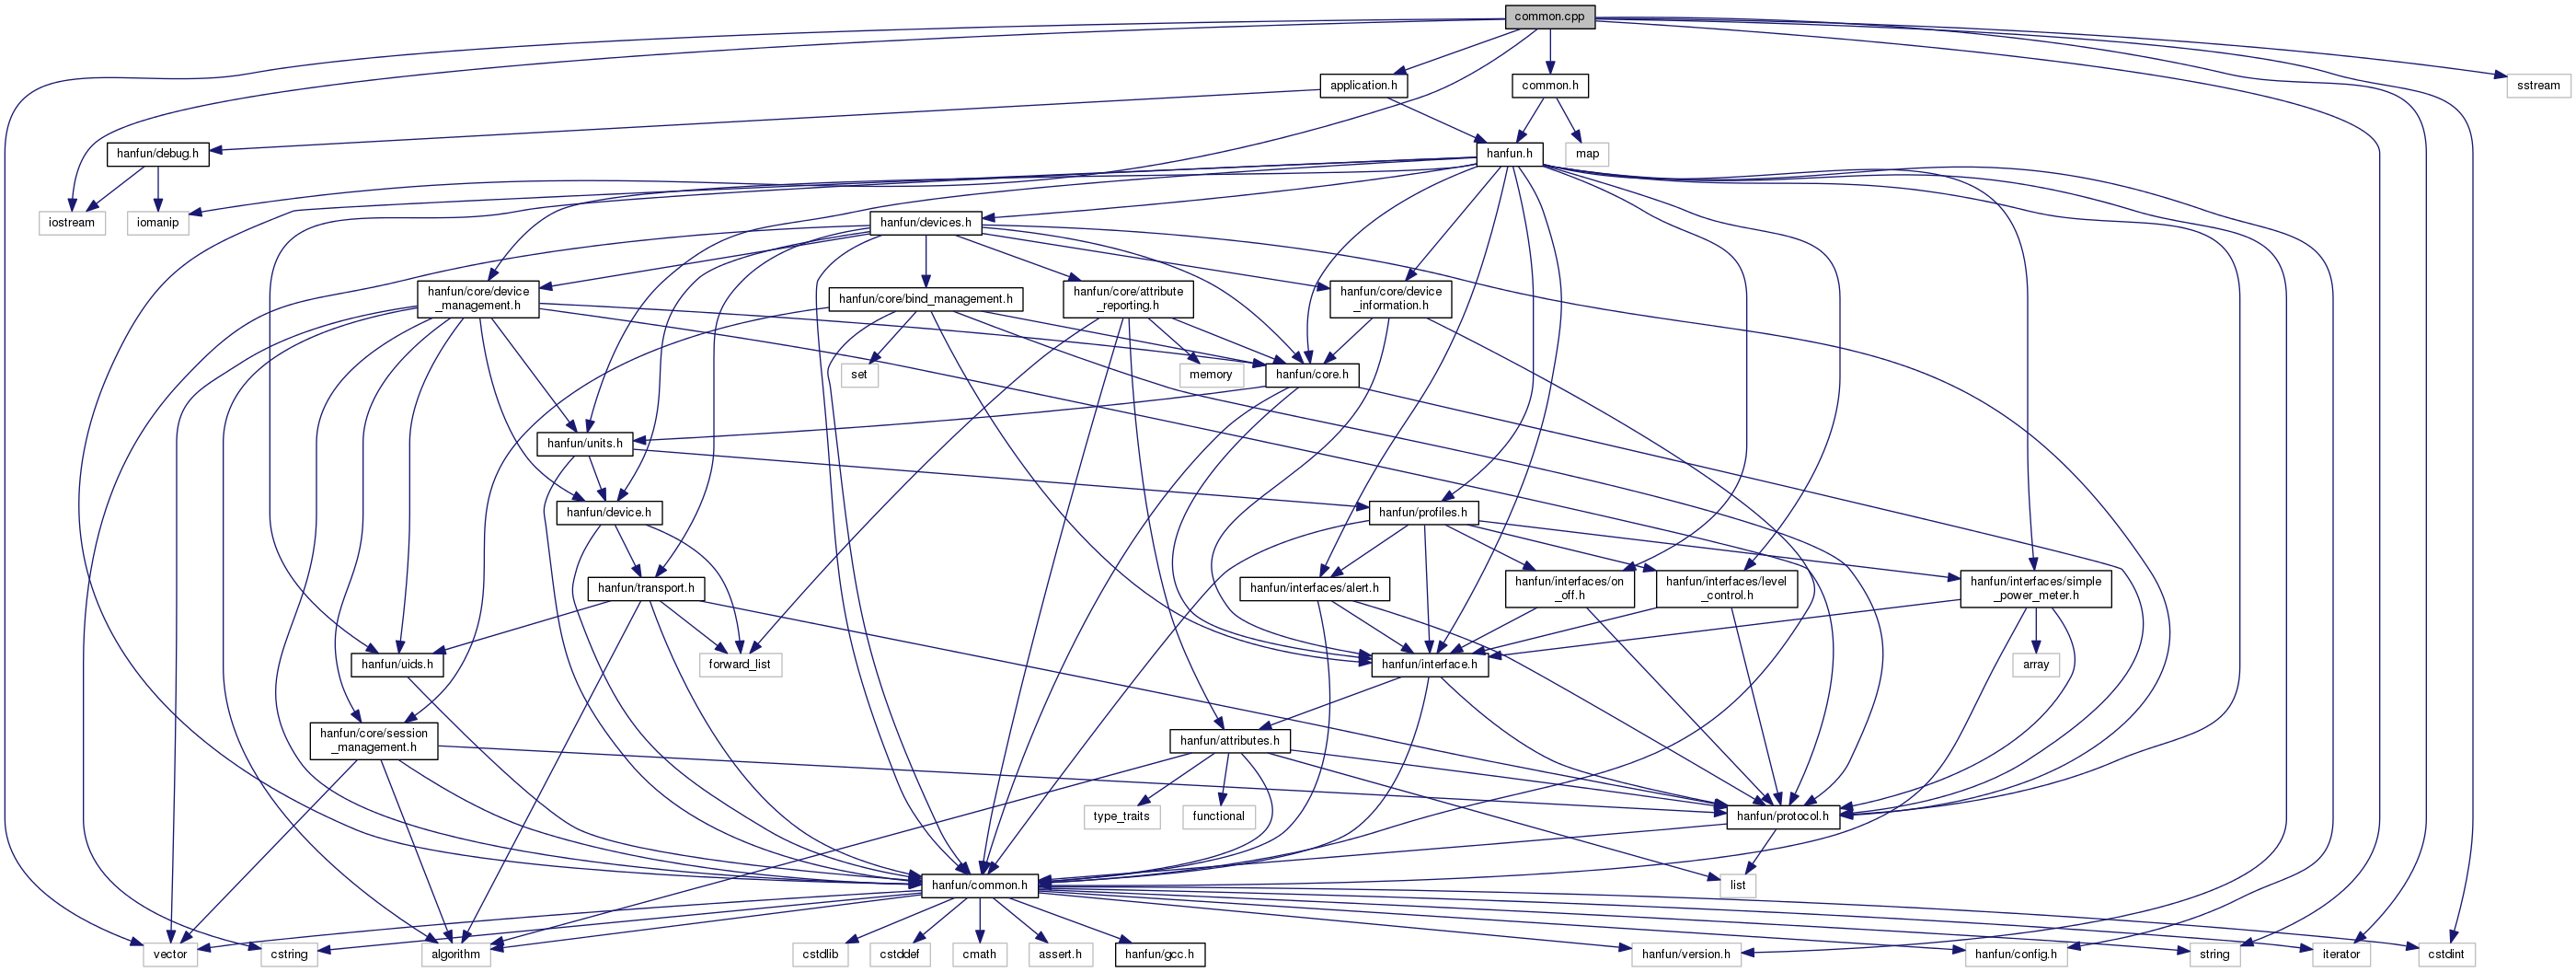 common.cpp
application.h
common.h
sstream
hanfun/debug.h
hanfun.h
map
iostream
iomanip
hanfun/devices.h
hanfun/core/device
_management.h
hanfun/core/bind_management.h
hanfun/core/attribute
_reporting.h
hanfun/core/device
_information.h
set
memory
hanfun/core.h
hanfun/units.h
hanfun/device.h
hanfun/profiles.h
hanfun/transport.h
hanfun/interfaces/alert.h
hanfun/interfaces/on
_off.h
hanfun/interfaces/level
_control.h
hanfun/interfaces/simple
_power_meter.h
hanfun/uids.h
forward_list
hanfun/interface.h
array
hanfun/core/session
_management.h
hanfun/attributes.h
type_traits
functional
hanfun/protocol.h
hanfun/common.h
list
vector
cstring
algorithm
cstdlib
cstddef
cmath
assert.h
hanfun/gcc.h
hanfun/version.h
hanfun/config.h
string
iterator
cstdint